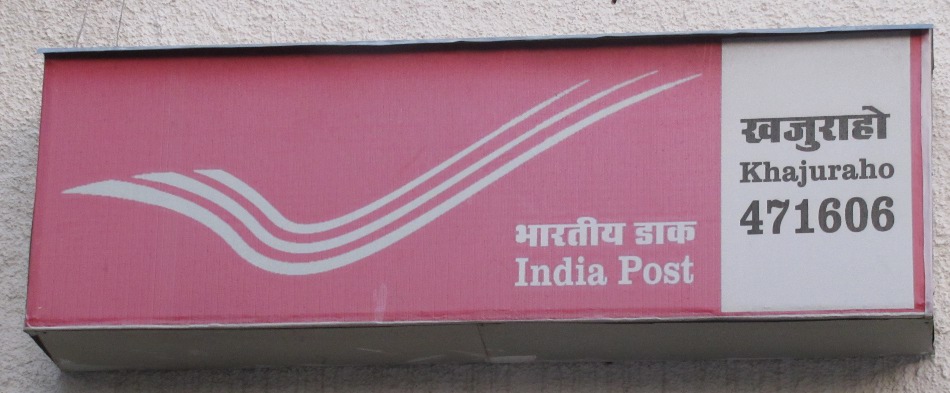 भारतीय डाक
India Post
खजुराहो
Khajuraho
471606